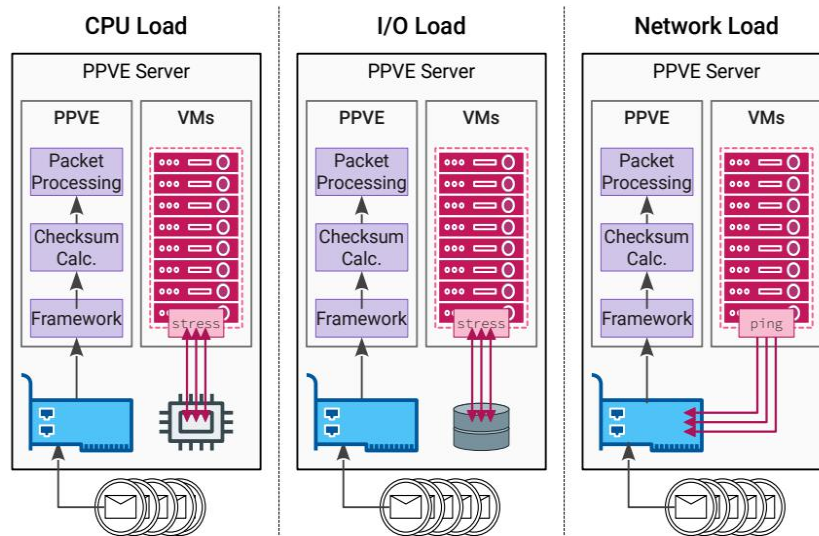 CPU Load
PPVE Server
PPVE
VMs
Packet
Processing
Checksum
Calc.
Framework
stress
I/O Load
PPVE Server
PPVE
VMs
Packet
Processing
Checksum
Calc.
Framework
stress
Network Load
PPVE Server
PPVE
VMs
Packet
Processing
Checksum
Calc.
Framework
ping